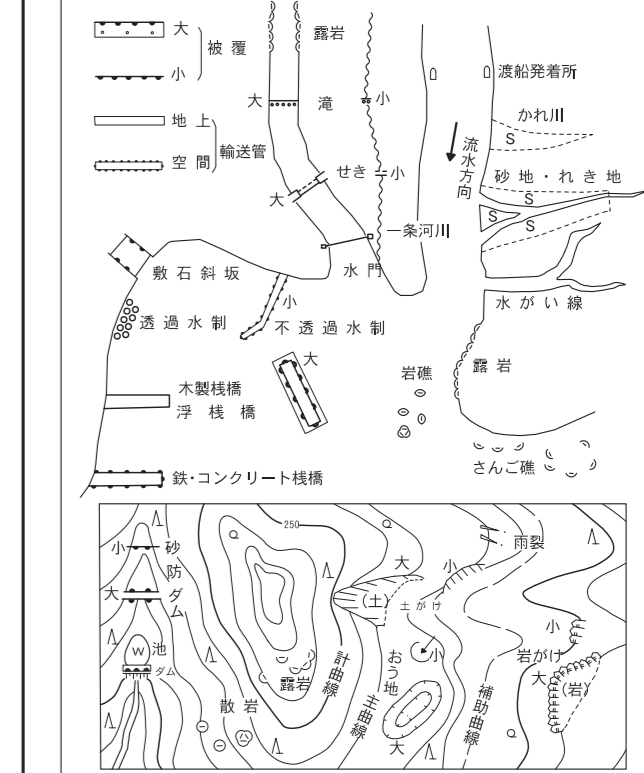 大
被覆
小
地上
輸送管
空間
露岩
大 滝 小
渡船発着所
かれ川
S
流水方向
砂地・れき地
せき 小
大
S
S
S
一条河川
敷石斜坂
水門
小
水がい線
透過水制
不透過水制
大
岩礁
露岩
木製桟橋
浮桟橋
さんご礁
鉄・コンクリート桟橋
250
小 砂防ダム
大
雨裂
大
小
(土)
土がけ
小
W 池
ダム
岩がけ
大
(岩)
小
おう地
露岩
計曲線
主曲線
補助曲線
散岩
大